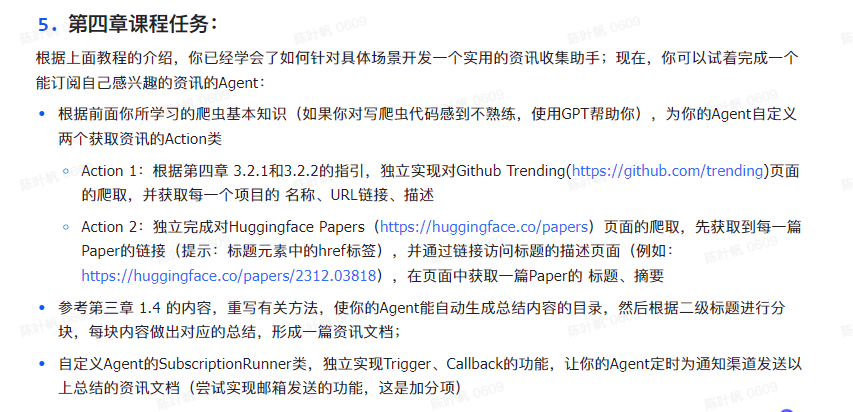 5. 第四章课程任务：
根据上面教程的介绍，你已经学会了如何针对具体场景开发一个实用的资讯收集助手；现在，你可以试着完成一个
能订阅自己感兴趣的资讯的Agent：
• 根据前面你所学习的爬虫基本知识（如果你对写爬虫代码感到不熟练，使用GPT帮助你），为你的Agent自定义
两个获取资讯的Action类
◦ Action 1：根据第四章 3.2.1和3.2.2的指引，独立实现对Github Trending(https://github.com/trending)页面
的爬取，并获取每一个项目的 名称、URL链接、描述
◦ Action 2：独立完成对Huggingface Papers（https://huggingface.co/papers）页面的爬取，先获取到每一篇
Paper的链接（提示：标题元素中的href标签），并通过链接访问标题的描述页面（例如：
https://huggingface.co/papers/2312.03818），在页面中获取一篇Paper的 标题、摘要
• 参考第三章 1.4 的内容，重写有关方法，使你的Agent能自动生成总结内容的目录，然后根据二级标题进行分
块，每块内容做出对应的总结，形成一篇资讯文档；
• 自定义Agent的SubscriptionRunner类，独立实现Trigger、Callback的功能，让你的Agent定时为通知渠道发送以
上总结的资讯文档（尝试实现邮箱发送的功能，这是加分项）
陈叶帆 0609